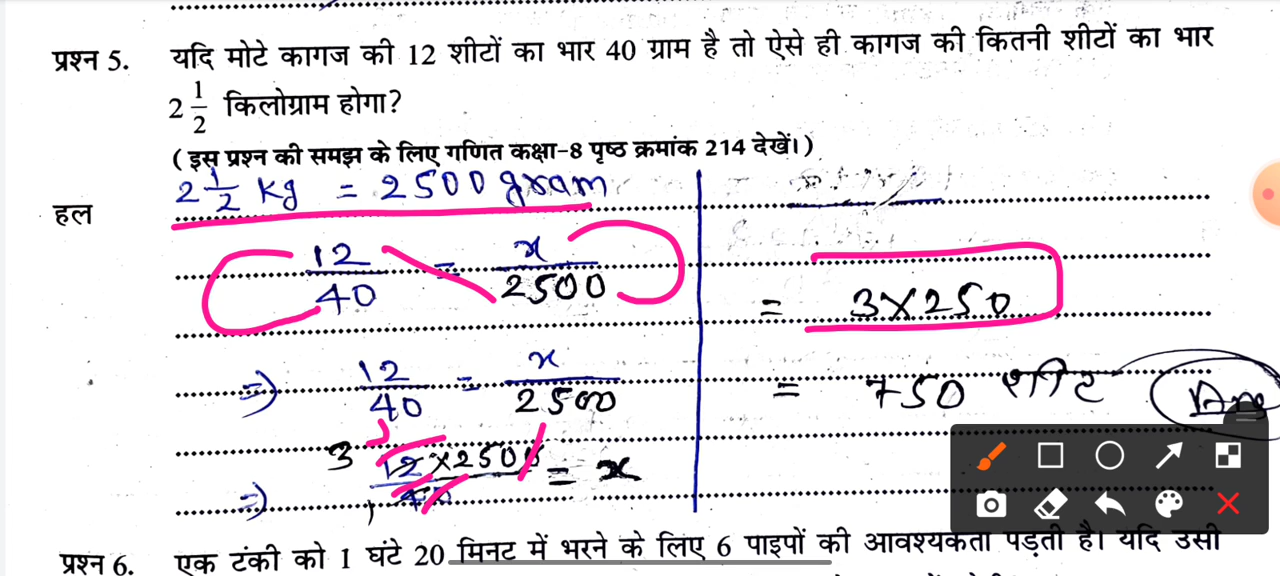 प्रश्न 5. यदि मोटे कागज की 12 शीटों का भार 40 ग्राम है तो ऐसे ही कागज की कितनी शीटों का भार
2 1/2 किलोग्राम होगा?
(इस प्रश्न की समझ के लिए गणित कक्षा-8 पृष्ठ क्रमांक 214 देखें।)
हल 2 1/2 kg = 2500 gram
12/40 = x/2500
⇒ 12/40 = x/2500
⇒ 12×2500/40 = x
3
1
= 3×250
= 750 शीट Ans
प्रश्न 6. एक टंकी को 1 घंटे 20 मिनट में भरने के लिए 6 पाइपों की आवश्यकता पड़ती है। यदि उसी